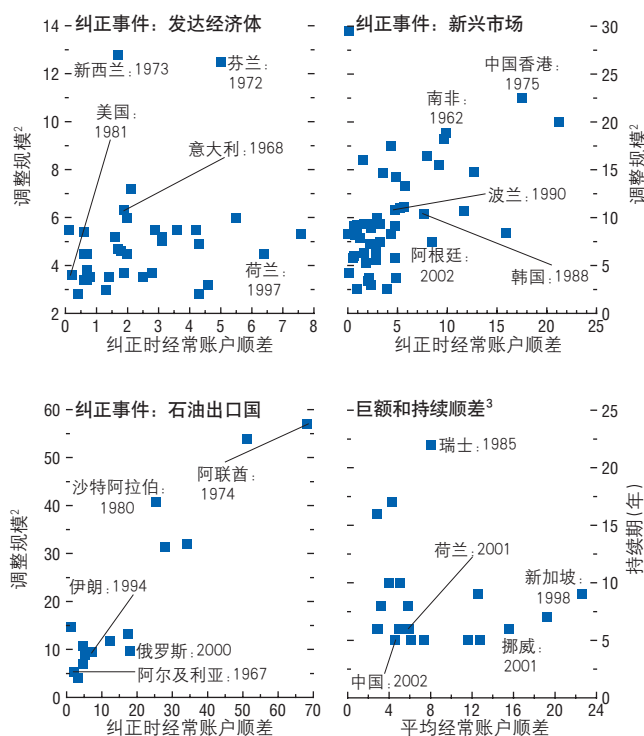 纠正事件：发达经济体
14
12
10
8
6
4
2
调整规模²
新西兰：1973
芬兰：
1972
美国：
1981
意大利：1968
荷兰：
1997
0 1 2 3 4 5 6 7 8
纠正时经常账户顺差
纠正事件：新兴市场
30
25
20
15
10
5
0
调整规模²
中国香港：
1975
南非：
1962
波兰：1990
阿根廷：
2002
韩国：1988
0 5 10 15 20 25
纠正时经常账户顺差
纠正事件：石油出口国
60
50
40
30
20
10
0
调整规模²
阿联酋：
1974
沙特阿拉伯：
1980
伊朗：1994
俄罗斯：2000
阿尔及利亚：1967
0 10 20 30 40 50 60 70
纠正时经常账户顺差
巨额和持续顺差³
25
20
15
10
5
0
持续期（年）
瑞士：1985
荷兰：2001
新加坡：
1998
挪威：
2001
中国：2002
0 4 8 12 16 20 24
平均经常账户顺差